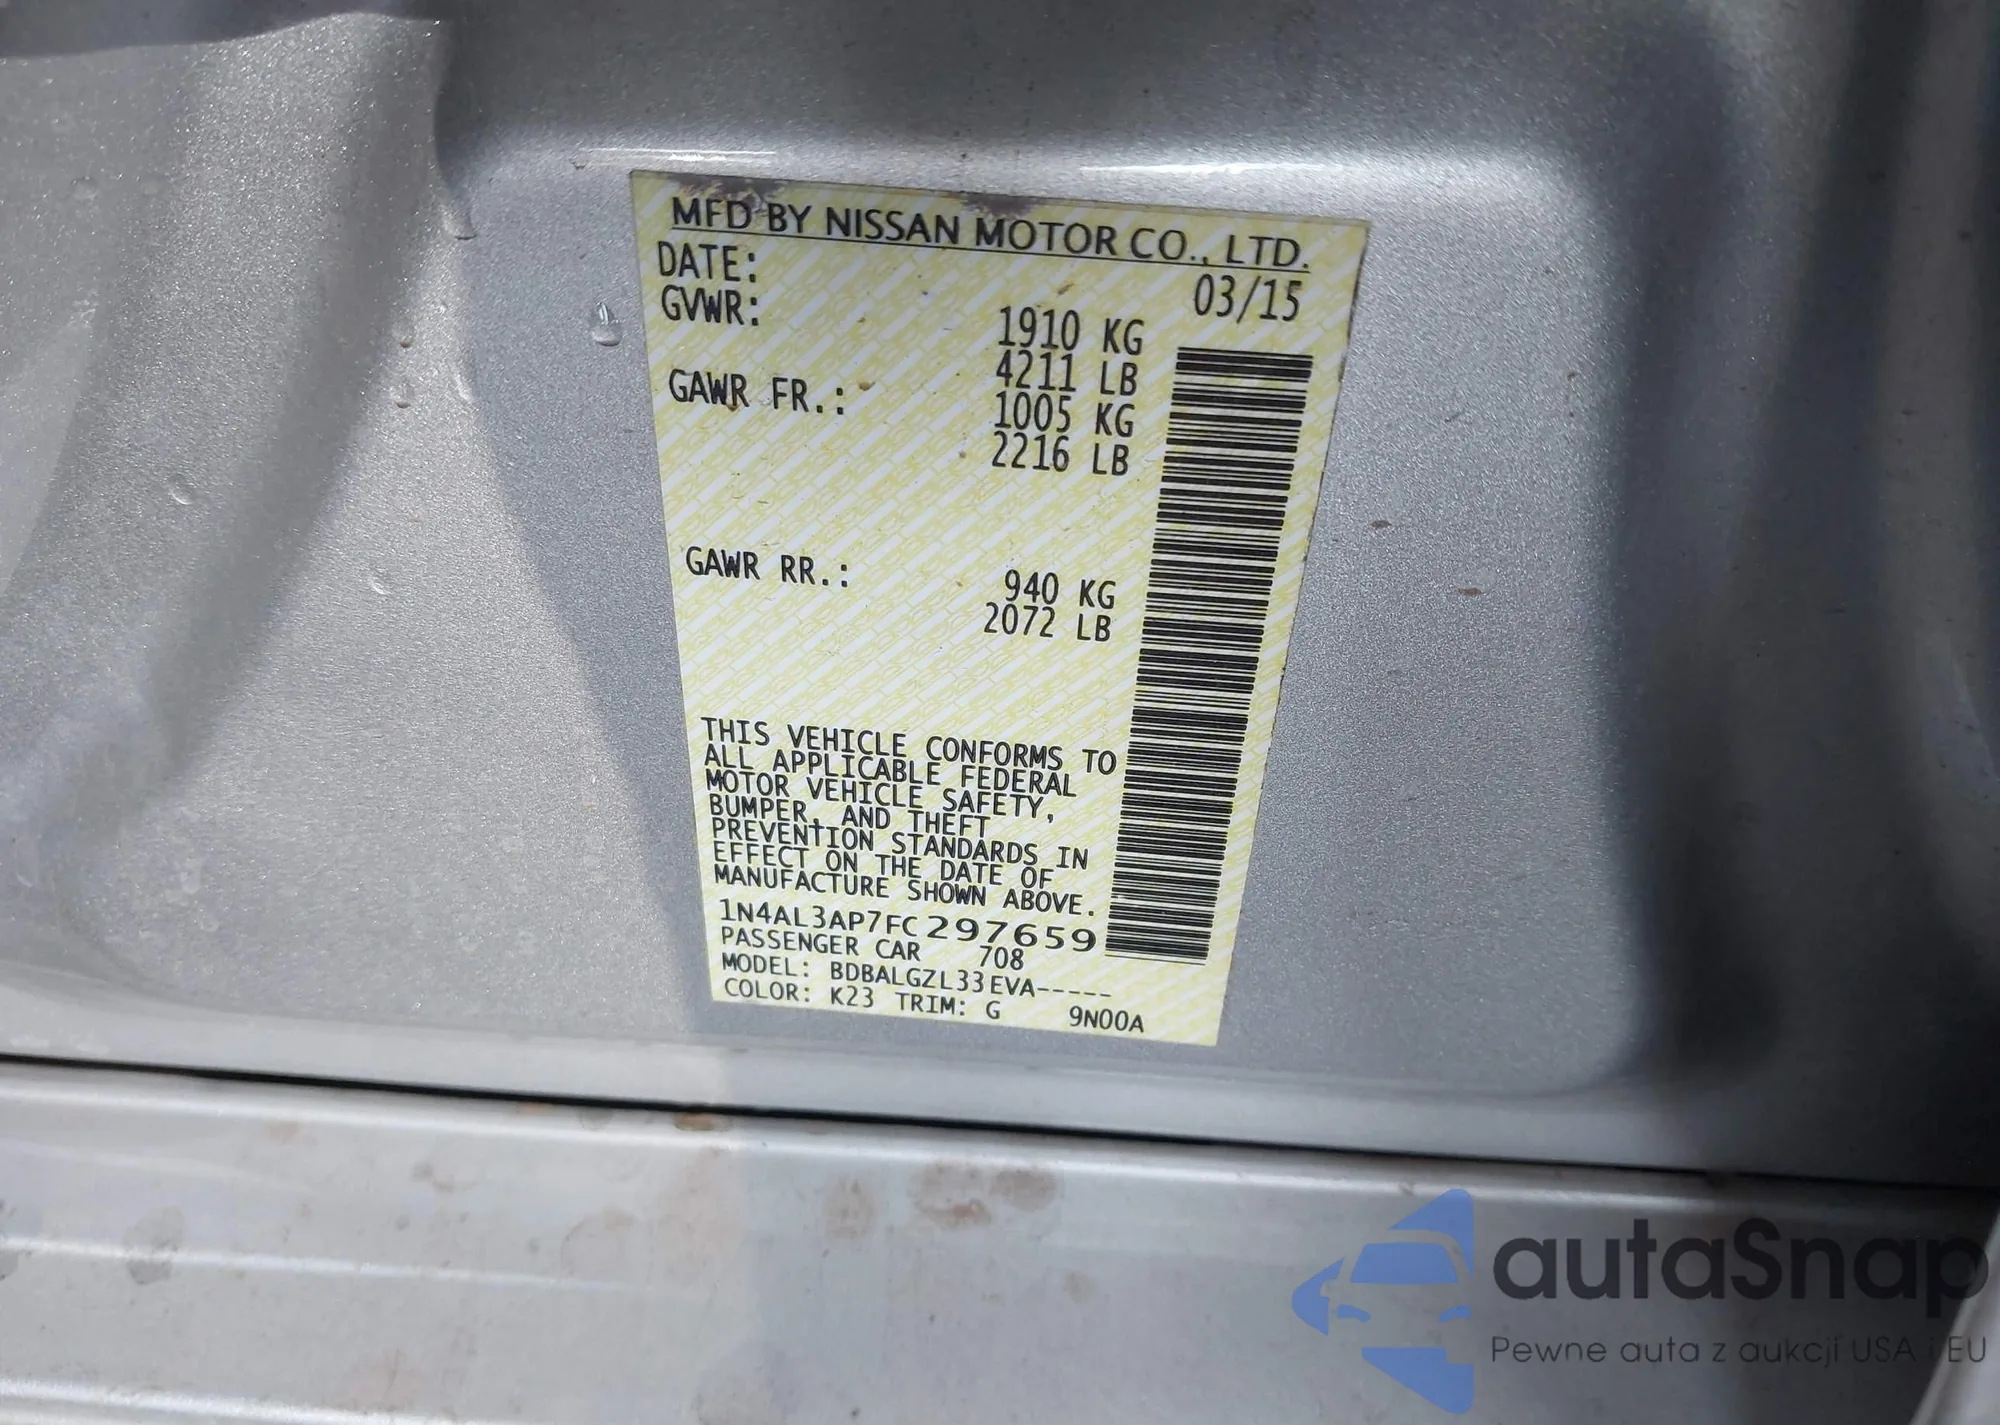 MFD BY NISSAN MOTOR CO., LTD.
DATE: 03/15
GVWR: 1910 KG
4211 LB
GAWR FR.: 1005 KG
2216 LB
GAWR RR.: 940 KG
2072 LB
THIS VEHICLE CONFORMS TO
ALL APPLICABLE FEDERAL
MOTOR VEHICLE SAFETY,
BUMPER, AND THEFT
PREVENTION STANDARDS IN
EFFECT ON THE DATE OF
MANUFACTURE SHOWN ABOVE.
1N4AL3AP7FC297659
PASSENGER CAR 708
MODEL: BDBALGZL33EVA-----
COLOR: K23 TRIM: G 9N00A
autaSnap
Pewne auta z aukcji USA i EU